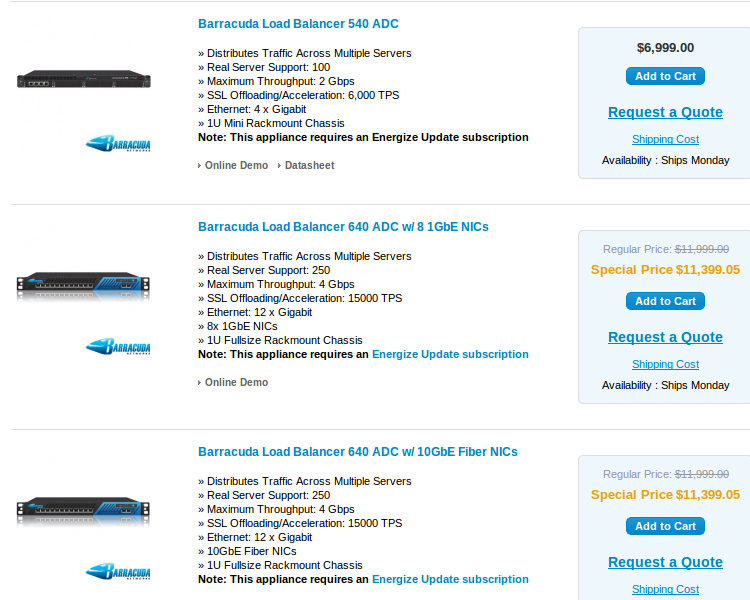 Barracuda Load Balancer 540 ADC
» Distributes Traffic Across Multiple Servers
» Real Server Support: 100
» Maximum Throughput: 2 Gbps
» SSL Offloading/Acceleration: 6,000 TPS
» Ethernet: 4 x Gigabit
» 1U Mini Rackmount Chassis
Note: This appliance requires an Energize Update subscription
Online Demo Datasheet
BARRACUDA
NETWORKS
$6,999.00
Add to Cart
Request a Quote
Shipping Cost
Availability : Ships Monday
Barracuda Load Balancer 640 ADC w/ 8 1GbE NICs
» Distributes Traffic Across Multiple Servers
» Real Server Support: 250
» Maximum Throughput: 4 Gbps
» SSL Offloading/Acceleration: 15000 TPS
» Ethernet: 12 x Gigabit
» 8x 1GbE NICs
» 1U Fullsize Rackmount Chassis
Note: This appliance requires an Energize Update subscription
Online Demo
BARRACUDA
NETWORKS
Regular Price: $11,999.00
Special Price $11,399.05
Add to Cart
Request a Quote
Shipping Cost
Availability : Ships Monday
Barracuda Load Balancer 640 ADC w/ 10GbE Fiber NICs
» Distributes Traffic Across Multiple Servers
» Real Server Support: 250
» Maximum Throughput: 4 Gbps
» SSL Offloading/Acceleration: 15000 TPS
» Ethernet: 12 x Gigabit
» 10GbE Fiber NICs
» 1U Fullsize Rackmount Chassis
Note: This appliance requires an Energize Update subscription
BARRACUDA
NETWORKS
Regular Price: $11,999.00
Special Price $11,399.05
Add to Cart
Request a Quote
Shipping Cost